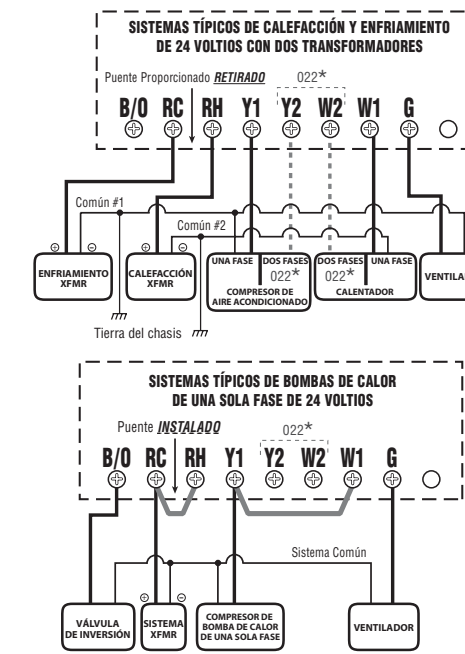 SISTEMAS TÍPICOS DE CALEFACCIÓN Y ENFRIAMIENTO
DE 24 VOLTIOS CON DOS TRANSFORMADORES
Puente Proporcionado RETIRADO 022*
B/O RC RH Y1 Y2 W2 W1 G
Común #1
Común #2
ENFRIAMIENTO
XFMR
CALEFACCIÓN
XFMR
UNA FASE DOS FASES
022*
COMPRESOR DE
AIRE ACONDICIONADO
DOS FASES UNA FASE
022*
CALENTADOR
VENTILA
Tierra del chasis
SISTEMAS TÍPICOS DE BOMBAS DE CALOR
DE UNA SOLA FASE DE 24 VOLTIOS
Puente INSTALADO 022*
B/O RC RH Y1 Y2 W2 W1 G
Sistema Común
VÁLVULA
DE INVERSIÓN
SISTEMA
XFMR
COMPRESOR DE
BOMBA DE CALOR
DE UNA SOLA FASE
VENTILADOR